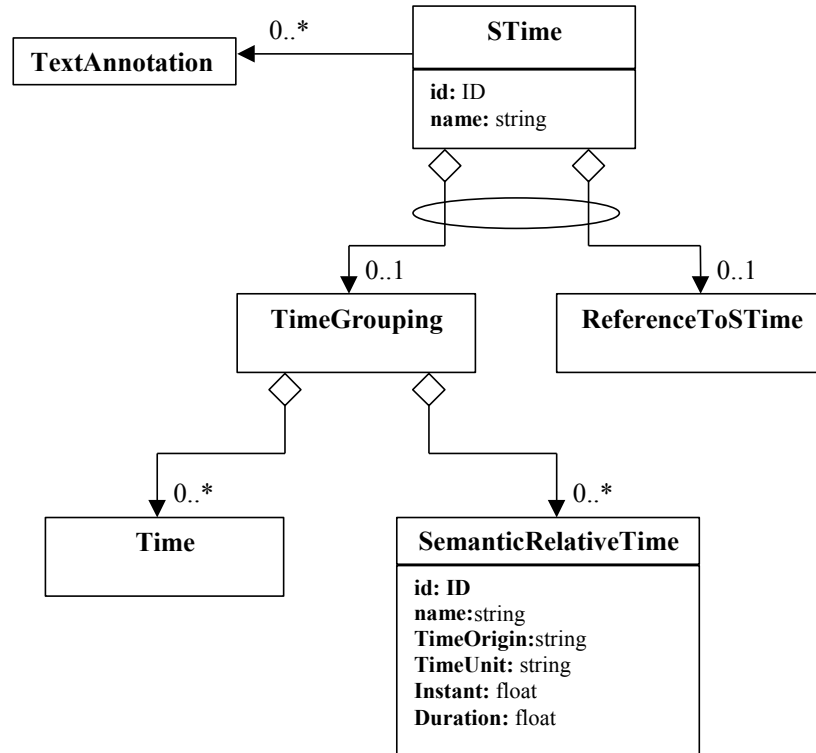 0..*
STime
TextAnnotation
id: ID
name: string
0..1
0..1
TimeGrouping
ReferenceToSTime
0..*
0..*
Time
SemanticRelativeTime
id: ID
name:string
TimeOrigin:string
TimeUnit: string
Instant: float
Duration: float